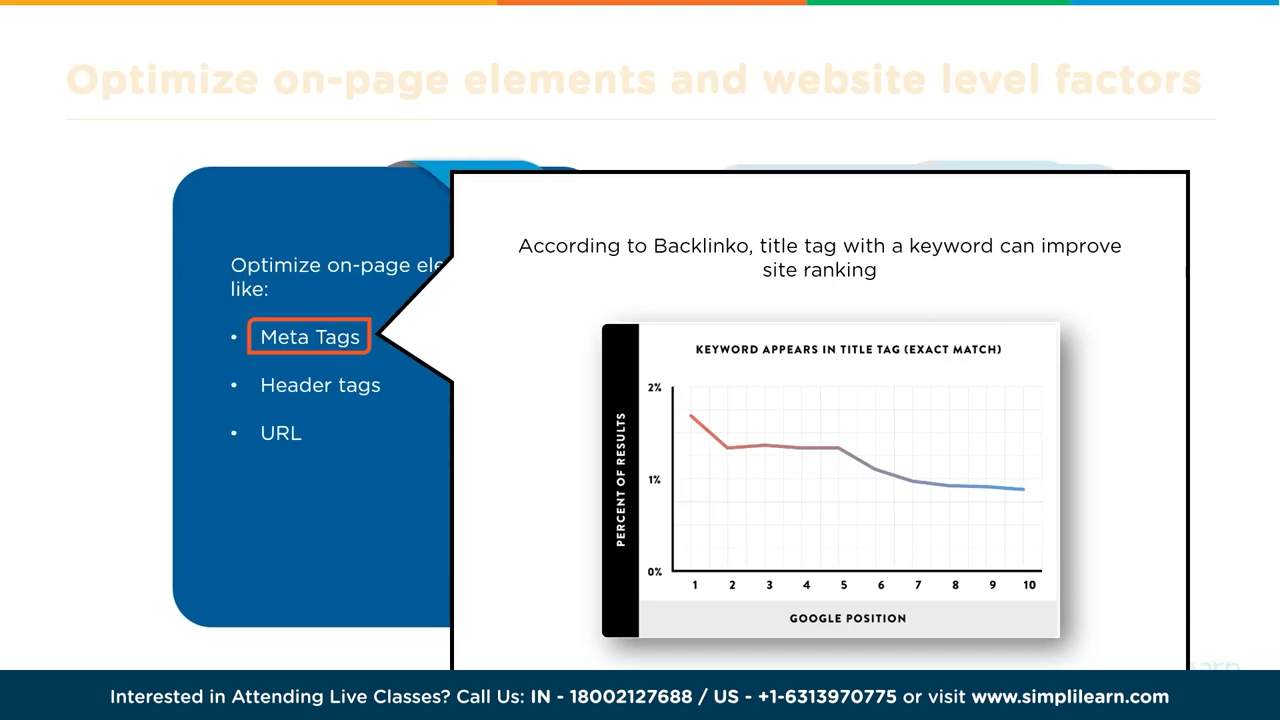 Optimize on-page elements and website level factors
Optimize on-page ele
like:
• Meta Tags
• Header tags
• URL
According to Backlinko, title tag with a keyword can improve
site ranking
KEYWORD APPEARS IN TITLE TAG (EXACT MATCH)
PERCENT OF RESULTS
2%
1%
0%
1 2 3 4 5 6 7 8 9 10
GOOGLE POSITION
Interested in Attending Live Classes? Call Us: IN - 18002127688 / US - +1-6313970775 or visit www.simplilearn.com